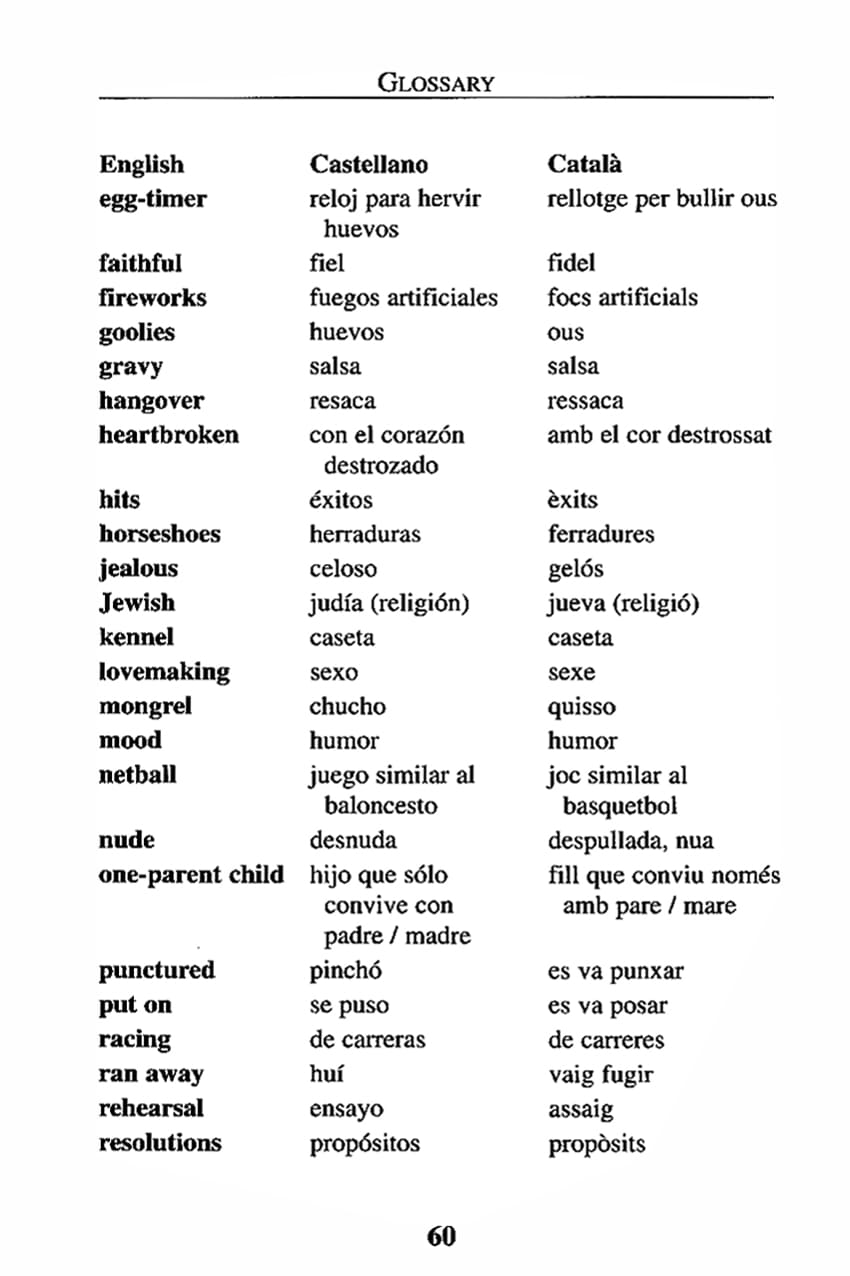 GLOSSARY
English Castellano Català
egg-timer reloj para hervir rellotge per bullir ous
huevos
faithful fiel fidel
fireworks fuegos artificiales focs artificials
goolies huevos ous
gravy salsa salsa
hangover resaca ressaca
heartbroken con el corazón amb el cor destrossat
destrozado
hits éxitos èxits
horseshoes herraduras ferradures
jealous celoso gelós
Jewish judía (religión) jueva (religió)
kennel caseta caseta
lovemaking sexo sexe
mongrel chucho quisso
mood humor humor
netball juego similar al joc similar al
baloncesto basquetbol
nude desnuda despullada, nua
one-parent child hijo que sólo fill que conviu només
convive con amb pare / mare
padre / madre
punctured pinchó es va punxar
put on se puso es va posar
racing de carreras de carreres
ran away huí vaig fugir
rehearsal ensayo assaig
resolutions propósitos propòsits
60